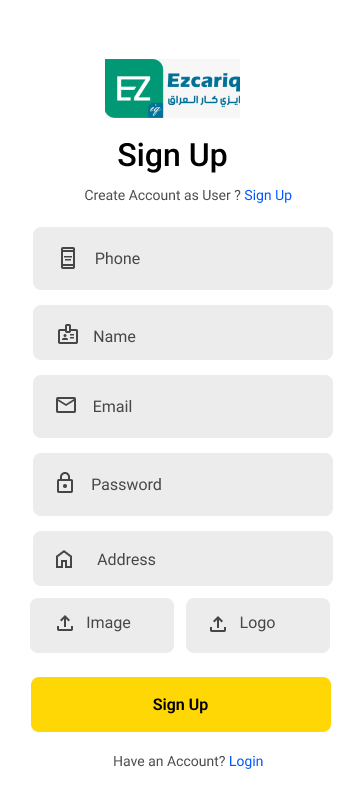 EZ
iq
Ezcariq
ايزي كار العراق
Sign Up
Create Account as User ? Sign Up
Phone
Name
Email
Password
Address
Image
Logo
Sign Up
Have an Account? Login